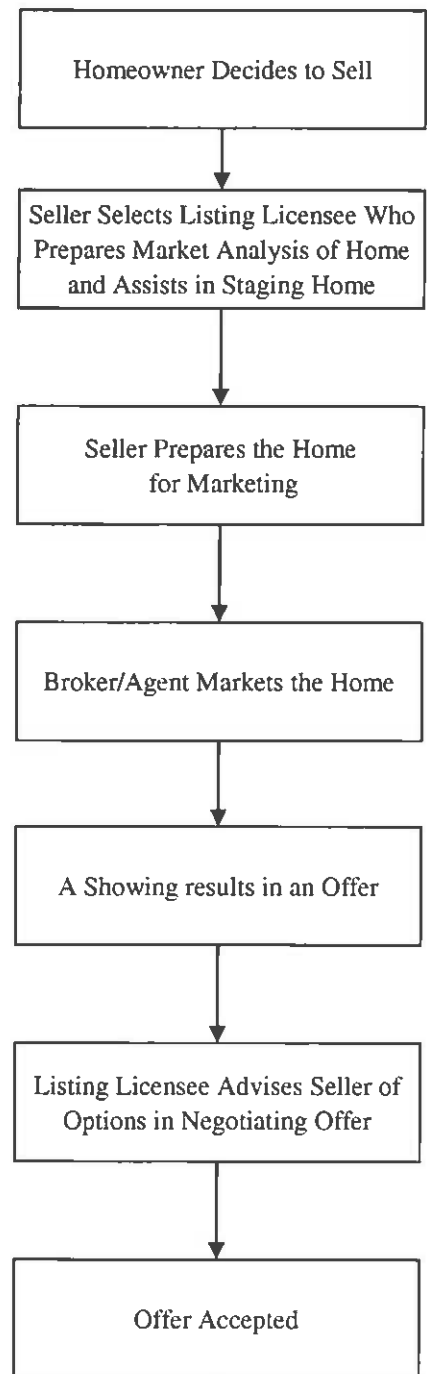 Homeowner Decides to Sell
Seller Selects Listing Licensee Who
Prepares Market Analysis of Home
and Assists in Staging Home
Seller Prepares the Home
for Marketing
Broker/Agent Markets the Home
A Showing results in an Offer
Listing Licensee Advises Seller of
Options in Negotiating Offer
Offer Accepted